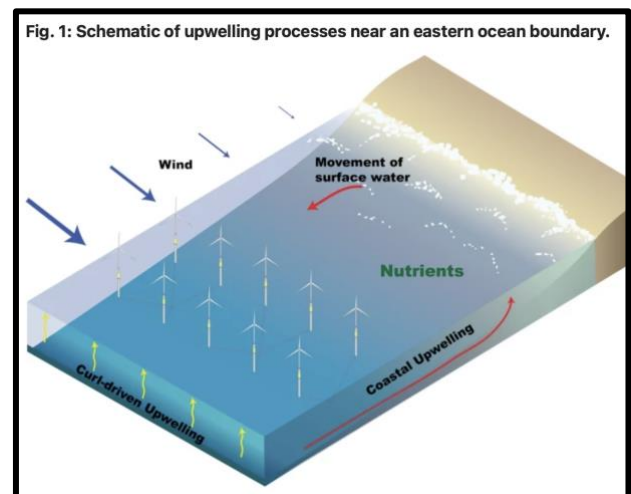 Fig. 1: Schematic of upwelling processes near an eastern ocean boundary.
Wind
Movement of
surface water
Nutrients
Coastal Upwelling
Curl-driven Upwelling